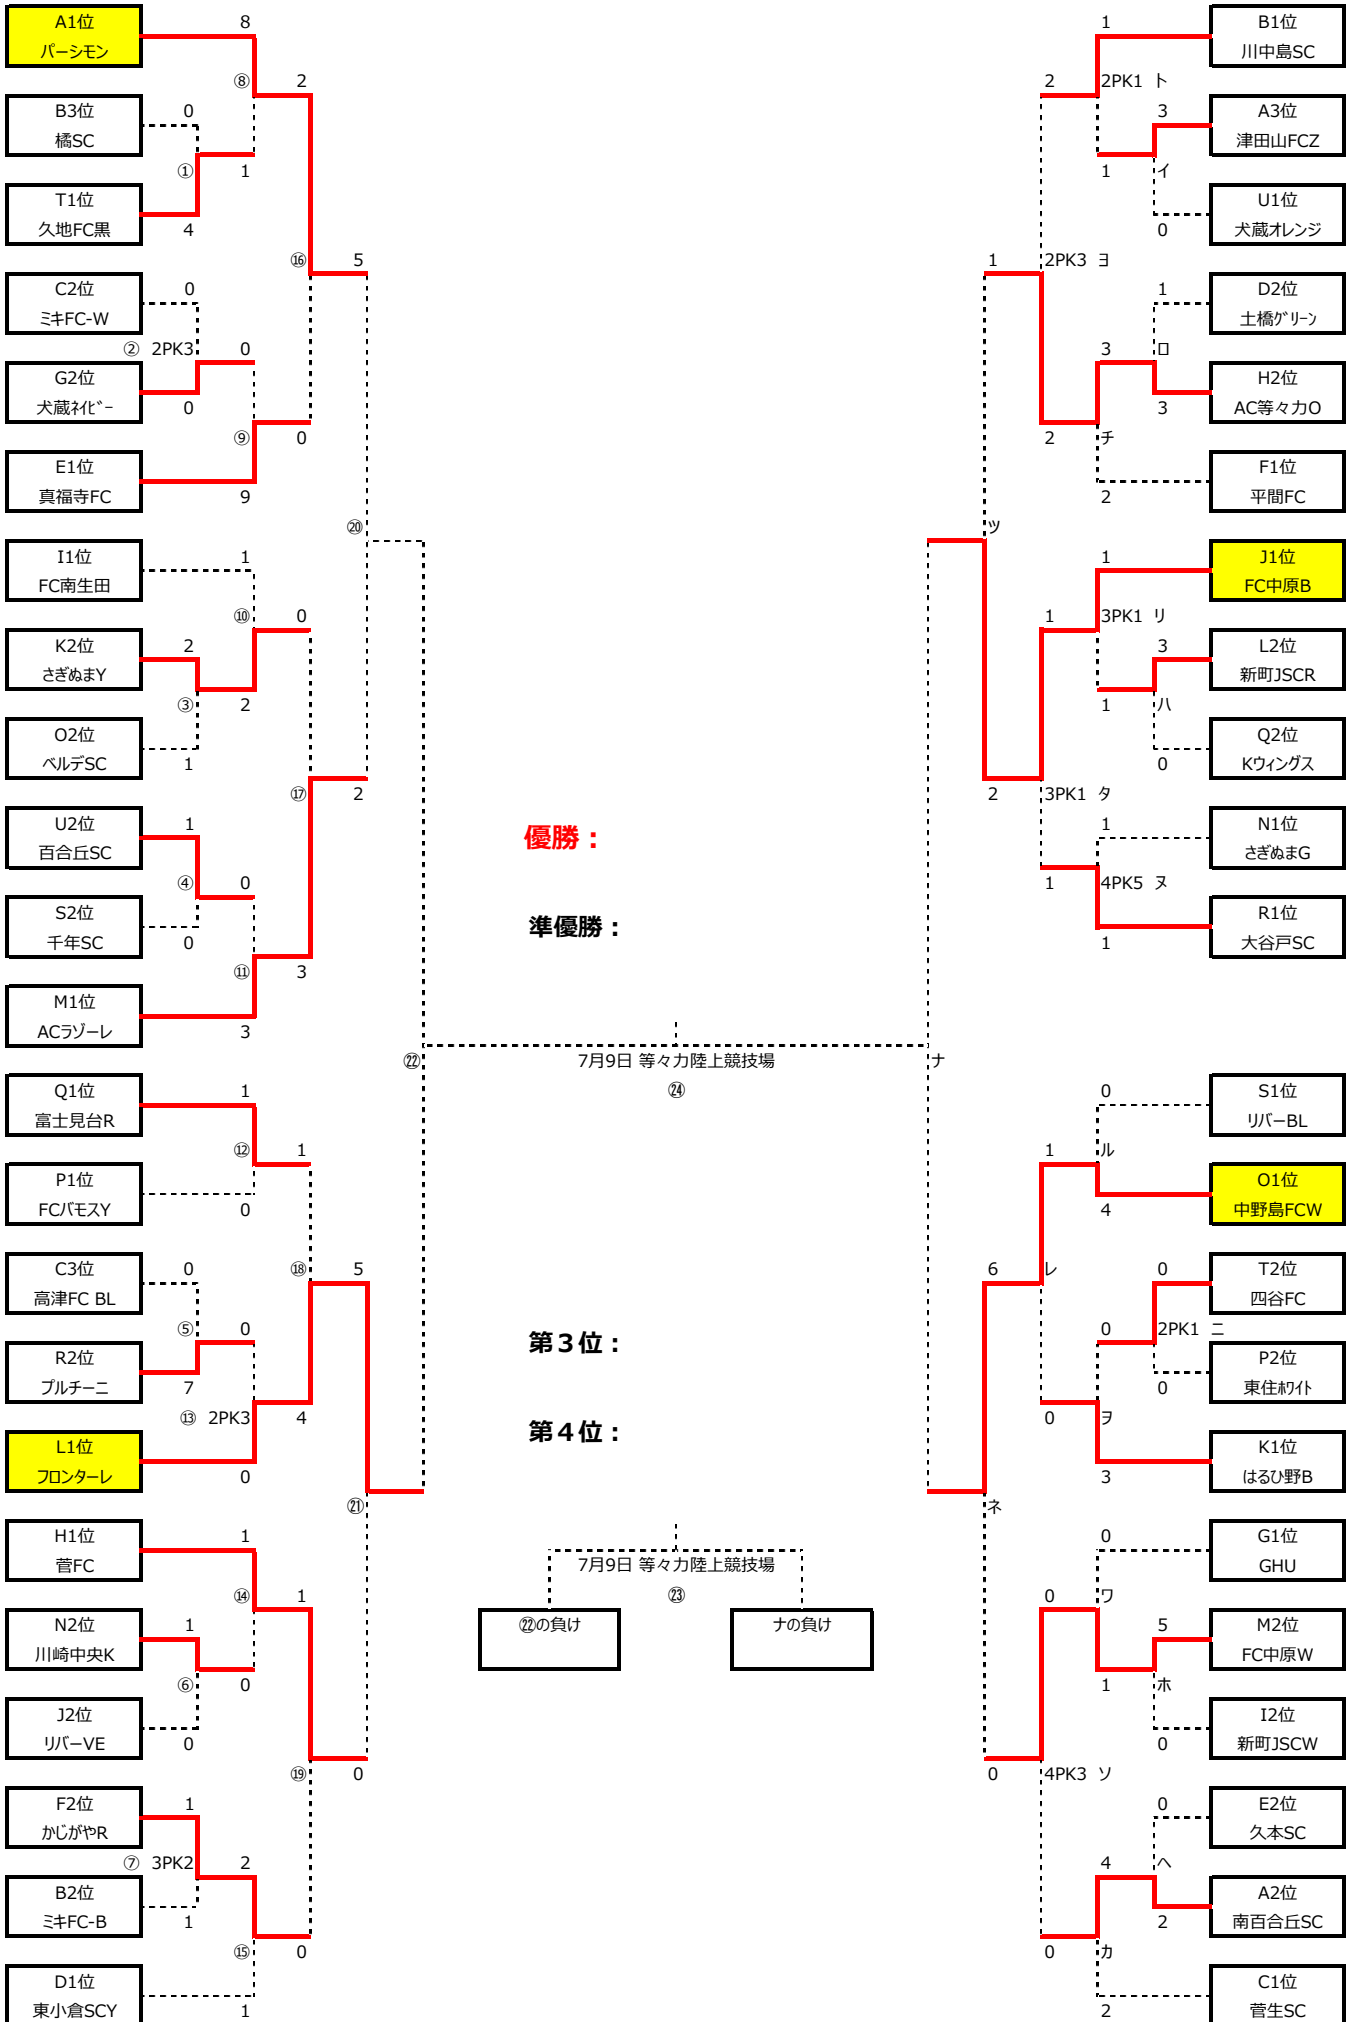 A1位
パーシモン
8
⑧
2
B3位
橘SC
0
①
1
T1位
久地FC黒
4
⑯
5
C2位
ミキFC-W
0
②
2PK3
0
G2位
犬蔵ネイビー
0
⑨
0
E1位
真福寺FC
9
⑳
I1位
FC南生田
1
⑩
0
K2位
さぎぬまY
2
③
2
O2位
ベルデSC
1
⑰
2
U2位
百合丘SC
1
④
0
S2位
千年SC
0
⑪
3
M1位
ACラゾーレ
3
㉒
Q1位
富士見台R
1
⑫
1
P1位
FCバモスY
0
C3位
高津FC BL
0
⑱
5
⑤
0
R2位
プルチーニ
7
⑬
2PK3
4
L1位
フロンターレ
0
㉑
H1位
菅FC
1
⑭
1
N2位
川崎中央K
1
⑥
0
J2位
リバーVE
0
⑲
0
F2位
かじがやR
1
⑦
3PK2
2
B2位
ミキFC-B
1
⑮
0
D1位
東小倉SCY
1
優勝：
準優勝：
7月9日 等々力陸上競技場
㉔
第３位：
第４位：
7月9日 等々力陸上競技場
㉓
㉒の負け
ナの負け
1
B1位
川中島SC
2
2PK1 ト
3
A3位
津田山FCZ
1
イ
U1位
犬蔵オレンジ
0
1
2PK3 ヨ
1
D2位
土橋グリーン
3
ロ
H2位
AC等々力O
3
2
チ
F1位
平間FC
2
ツ
1
J1位
FC中原B
1
3PK1 リ
3
L2位
新町JSCR
1
ハ
Q2位
Kウィングス
0
2
3PK1 タ
1
N1位
さぎぬまG
1
4PK5 ヌ
R1位
大谷戸SC
1
ナ
0
S1位
リバーBL
1
ル
O1位
中野島FCW
4
6
レ
0
T2位
四谷FC
0
2PK1 ニ
P2位
東住ホワイト
0
0
ヲ
K1位
はるひ野B
3
ネ
0
G1位
GHU
0
ワ
5
M2位
FC中原W
1
ホ
I2位
新町JSCW
0
0
4PK3 ソ
0
E2位
久本SC
4
ヘ
A2位
南百合丘SC
2
0
カ
C1位
菅生SC
2